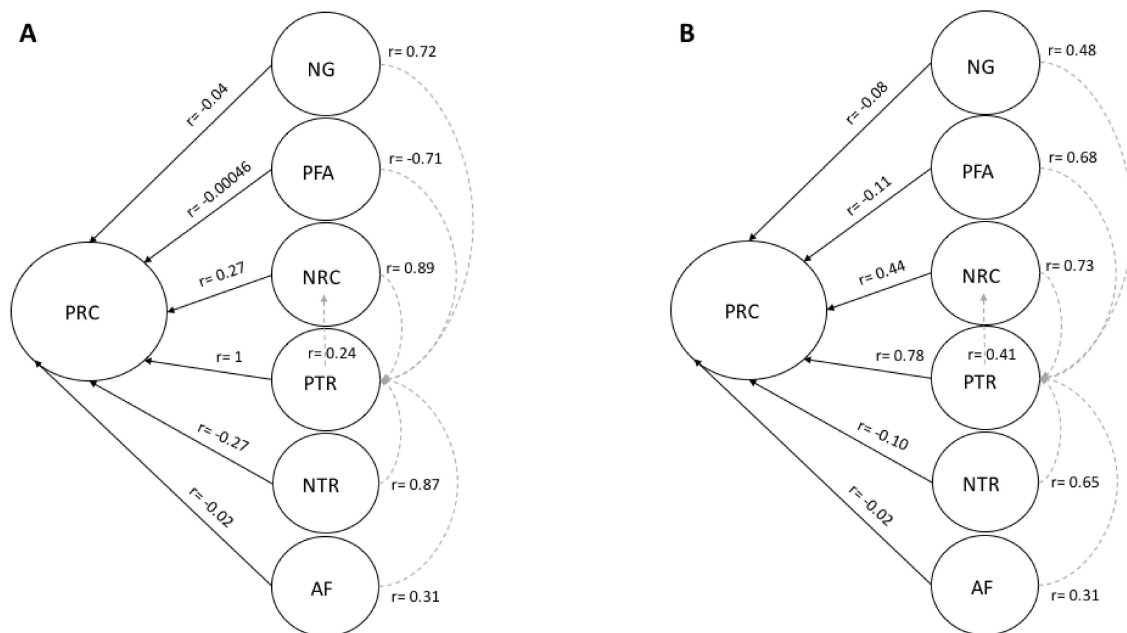 A
NG
r= 0.72
r= -0.04
PFA
r= -0.71
r= -0.00046
NRC
r= 0.89
r= 0.27
PRC
r= 0.24
r= 1
PTR
r= -0.27
NTR
r= 0.87
r= -0.02
AF
r= 0.31
B
NG
r= 0.48
r= -0.08
PFA
r= 0.68
r= -0.11
NRC
r= 0.73
r= 0.44
PRC
r= 0.41
r= 0.78
PTR
r= -0.10
NTR
r= 0.65
r= -0.02
AF
r= 0.31